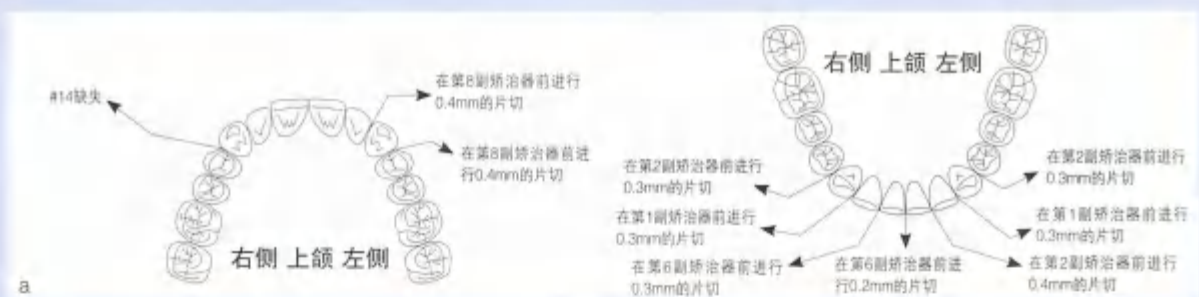 #14缺失
在第8副矫治器前进行
0.4mm的片切
在第8副矫治器前进
行0.4mm的片切
右侧 上颌 左侧
a
右侧 上颌 左侧
在第2副矫治器前进行
0.3mm的片切
在第2副矫治器前进行
0.3mm的片切
在第1副矫治器前进行
0.3mm的片切
在第1副矫治器前进行
0.3mm的片切
在第6副矫治器前进行
0.3mm的片切
在第6副矫治器前进
行0.2mm的片切
在第2副矫治器前进行
0.4mm的片切